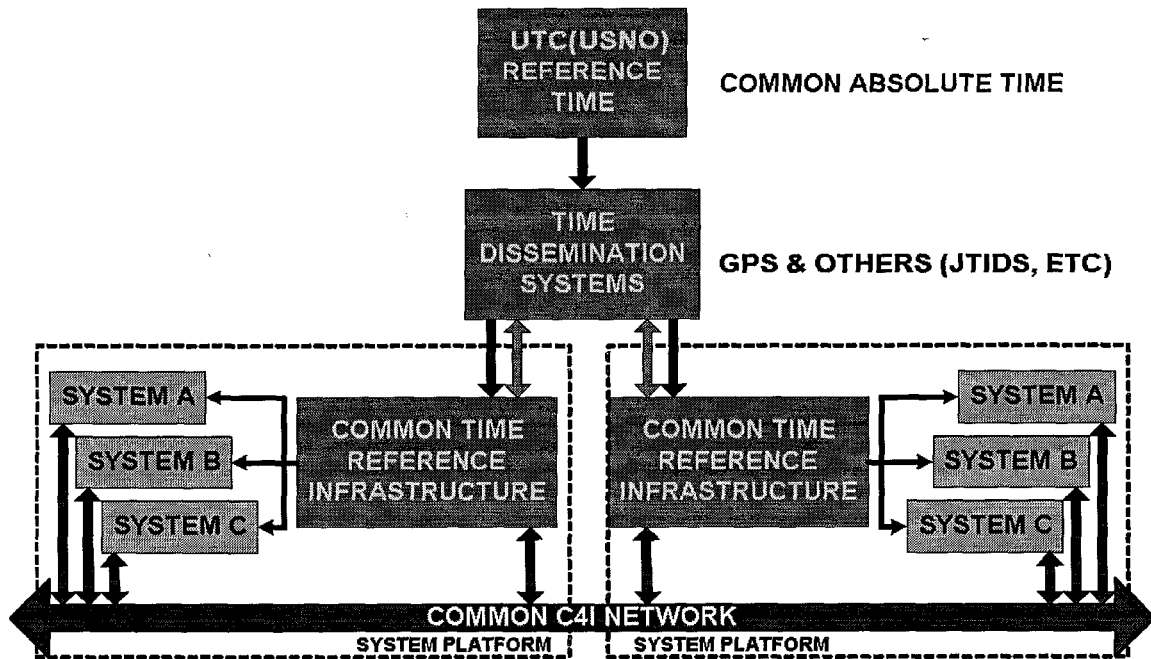 UTC(USNO)
REFERENCE
TIME
COMMON ABSOLUTE TIME
TIME
DISSEMINATION
SYSTEMS
GPS & OTHERS (JTIDS, ETC)
SYSTEM A
SYSTEM B
SYSTEM C
COMMON TIME
REFERENCE
INFRASTRUCTURE
COMMON TIME
REFERENCE
INFRASTRUCTURE
SYSTEM A
SYSTEM B
SYSTEM C
COMMON C4I NETWORK
SYSTEM PLATFORM
SYSTEM PLATFORM